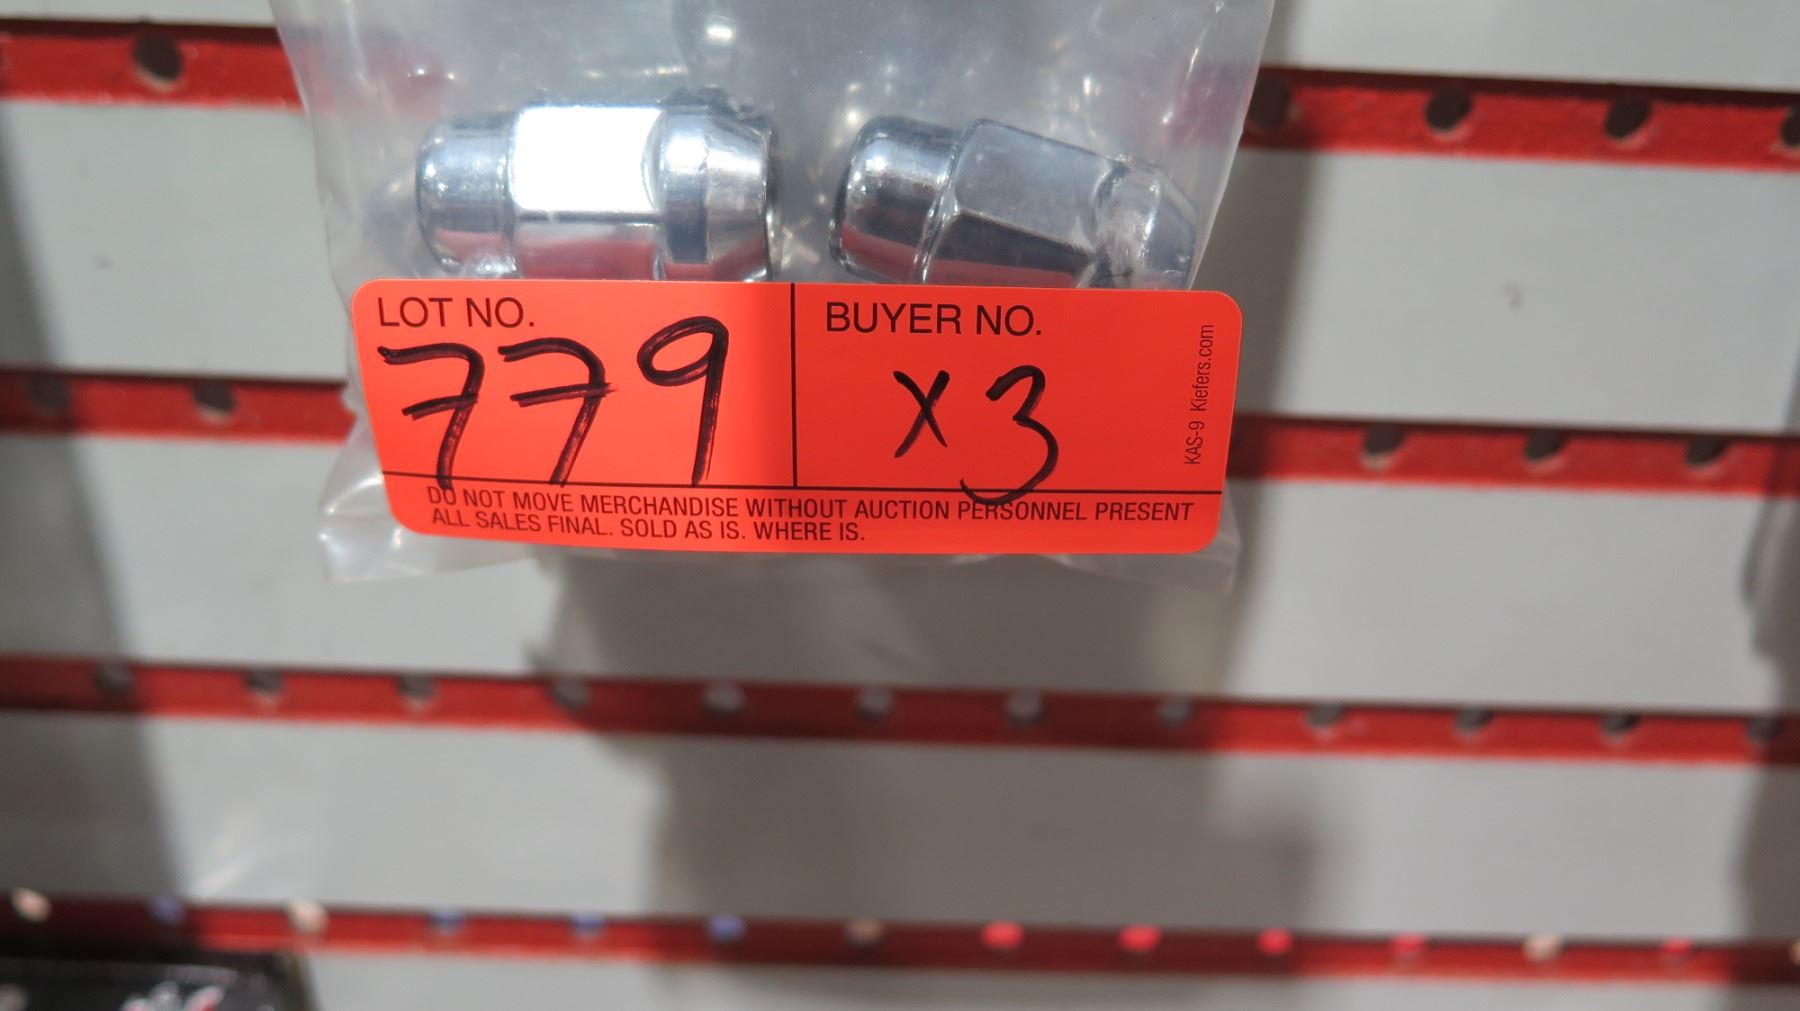 LOT NO.
779
BUYER NO.
x3
KAS-9 Kiefers.com
DO NOT MOVE MERCHANDISE WITHOUT AUCTION PERSONNEL PRESENT
ALL SALES FINAL. SOLD AS IS. WHERE IS.